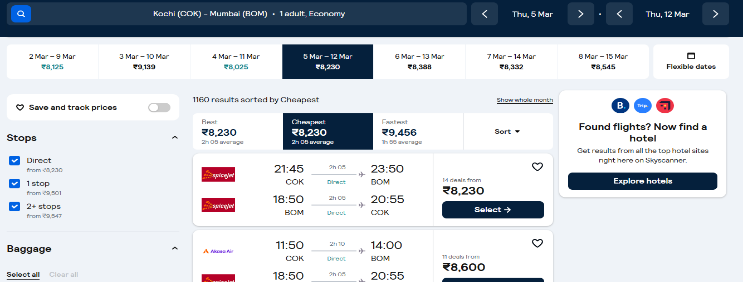 Kochi (COK) - Mumbai (BOM) • 1 adult, Economy
Thu, 5 Mar
Thu, 12 Mar
2 Mar – 9 Mar
₹8,125
3 Mar – 10 Mar
₹9,139
4 Mar – 11 Mar
₹8,025
5 Mar – 12 Mar
₹8,230
6 Mar – 13 Mar
₹8,388
7 Mar – 14 Mar
₹8,332
8 Mar – 15 Mar
₹8,545
Flexible dates
Save and track prices
Stops
Direct
from ₹8,230
1 stop
from ₹9,501
2+ stops
from ₹9,547
Baggage
Select all Clear all
1160 results sorted by Cheapest
Show whole month
Best
₹8,230
2h 05 average
Cheapest
₹8,230
2h 05 average
Fastest
₹9,456
1h 55 average
Sort
spicejet
21:45 2h 05 23:50
COK Direct BOM
spicejet
18:50 2h 05 20:55
BOM Direct COK
14 deals from
₹8,230
Select →
Akasa Air
11:50 2h 10 14:00
COK Direct BOM
spicejet
18:50 2h 05 20:55
11 deals from
₹8,600
B. Trip.
Found flights? Now find a
hotel
Get results from all the top hotel sites
right here on Skyscanner.
Explore hotels